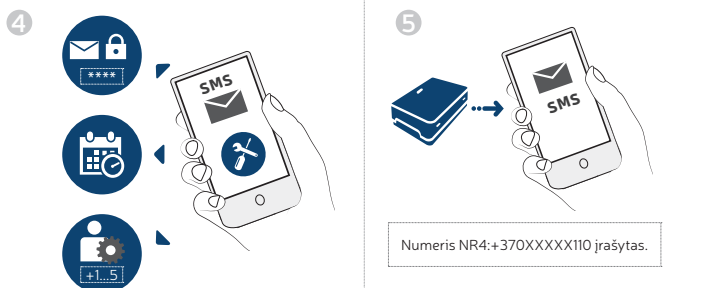 4
****
+1...5
SMS
5
SMS
Numeris NR4:+370XXXXX110 įrašytas.